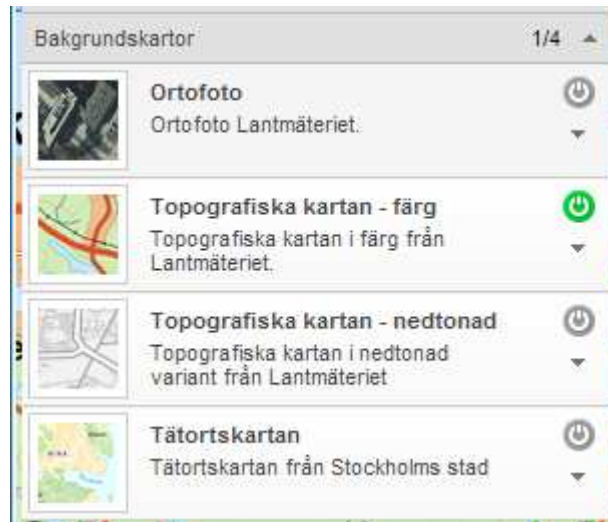 Bakgrundskartor 1/4
Ortofoto
Ortofoto Lantmäteriet.
Topografiska kartan - färg
Topografiska kartan i färg från
Lantmäteriet.
Topografiska kartan - nedtonad
Topografiska kartan i nedtonad
variant från Lantmäteriet
Tätortskartan
Tätortskartan från Stockholms stad